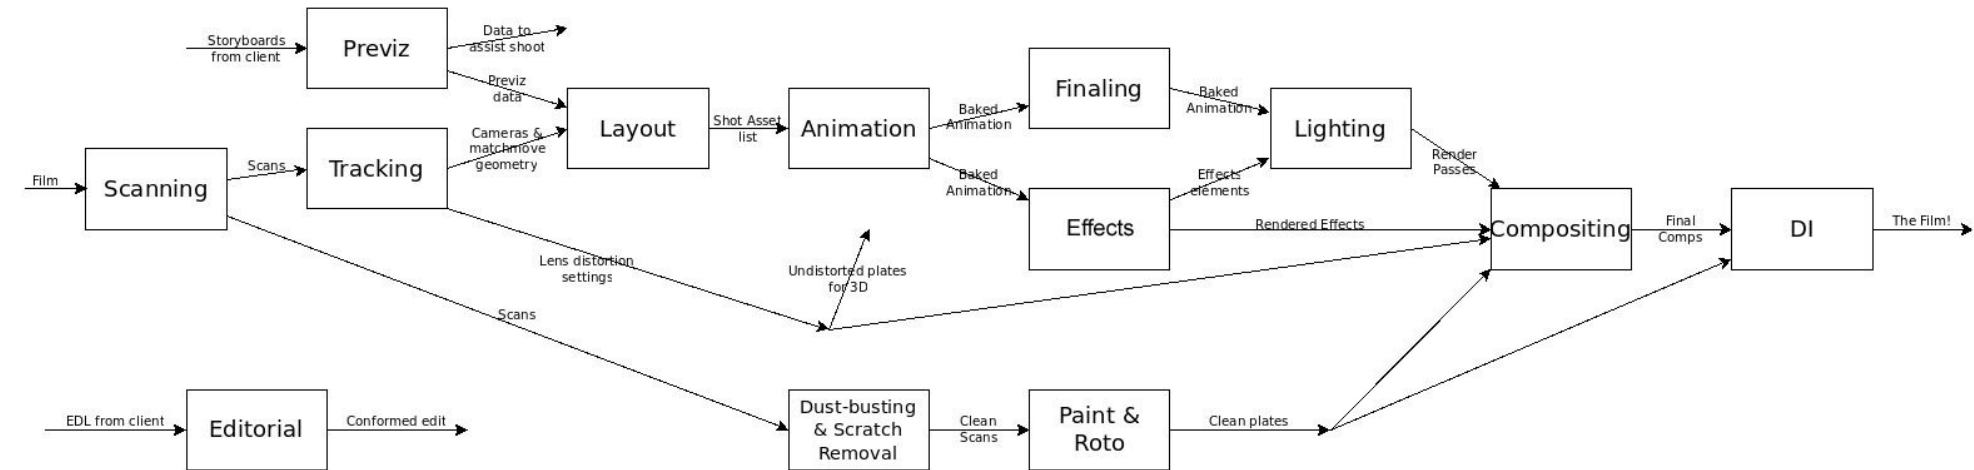 Storyboards
from client
Previz
Data to
assist shoot
Previz
data
Film
Scanning
Scans
Tracking
Cameras &
matchmove
geometry
Layout
Shot Asset
list
Animation
Baked
Animation
Finaling
Baked
Animation
Lighting
Baked
Animation
Effects
Effects
elements
Rendered Effects
Render
Passes
Compositing
Final
Comps
DI
The Film!
Lens distortion
settings
Undistorted plates
for 3D
Scans
EDL from client
Editorial
Conformed edit
Dust-busting
& Scratch
Removal
Clean
Scans
Paint &
Roto
Clean plates